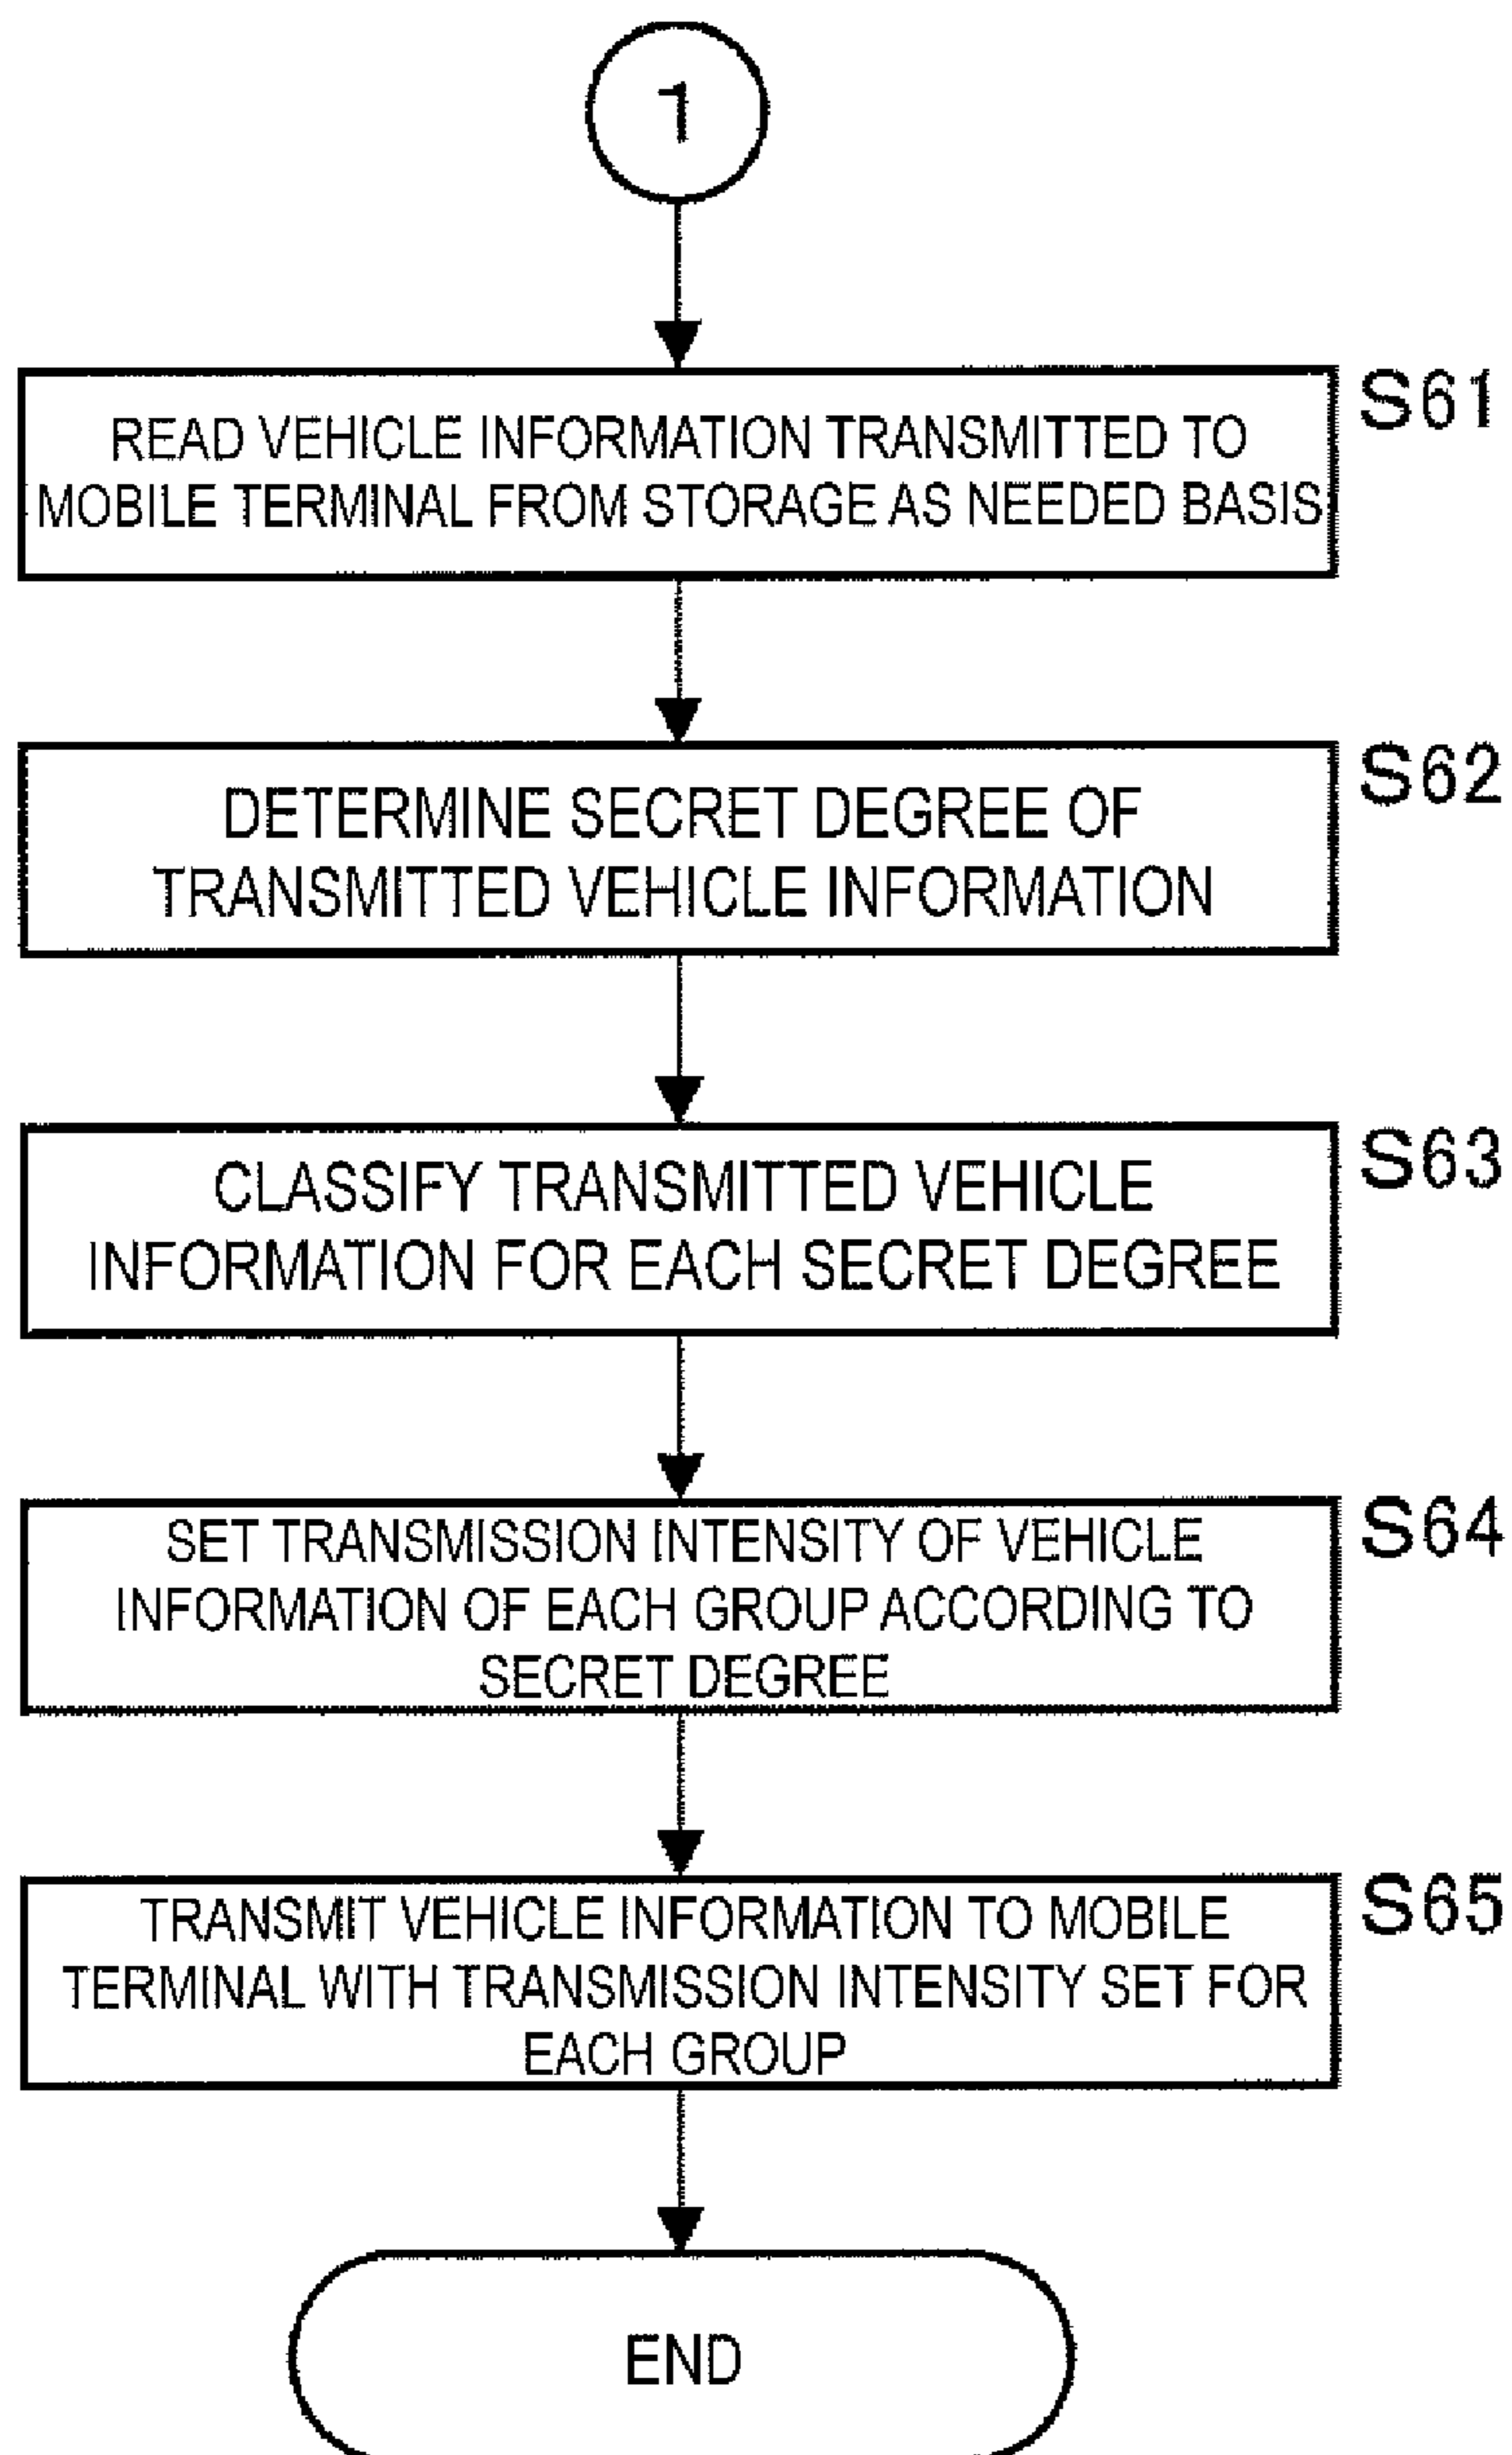 1
S61
READ VEHICLE INFORMATION TRANSMITTED TO
MOBILE TERMINAL FROM STORAGE AS NEEDED BASIS
S62
DETERMINE SECRET DEGREE OF
TRANSMITTED VEHICLE INFORMATION
S63
CLASSIFY TRANSMITTED VEHICLE
INFORMATION FOR EACH SECRET DEGREE
S64
SET TRANSMISSION INTENSITY OF VEHICLE
INFORMATION OF EACH GROUP ACCORDING TO
SECRET DEGREE
S65
TRANSMIT VEHICLE INFORMATION TO MOBILE
TERMINAL WITH TRANSMISSION INTENSITY SET FOR
EACH GROUP
END